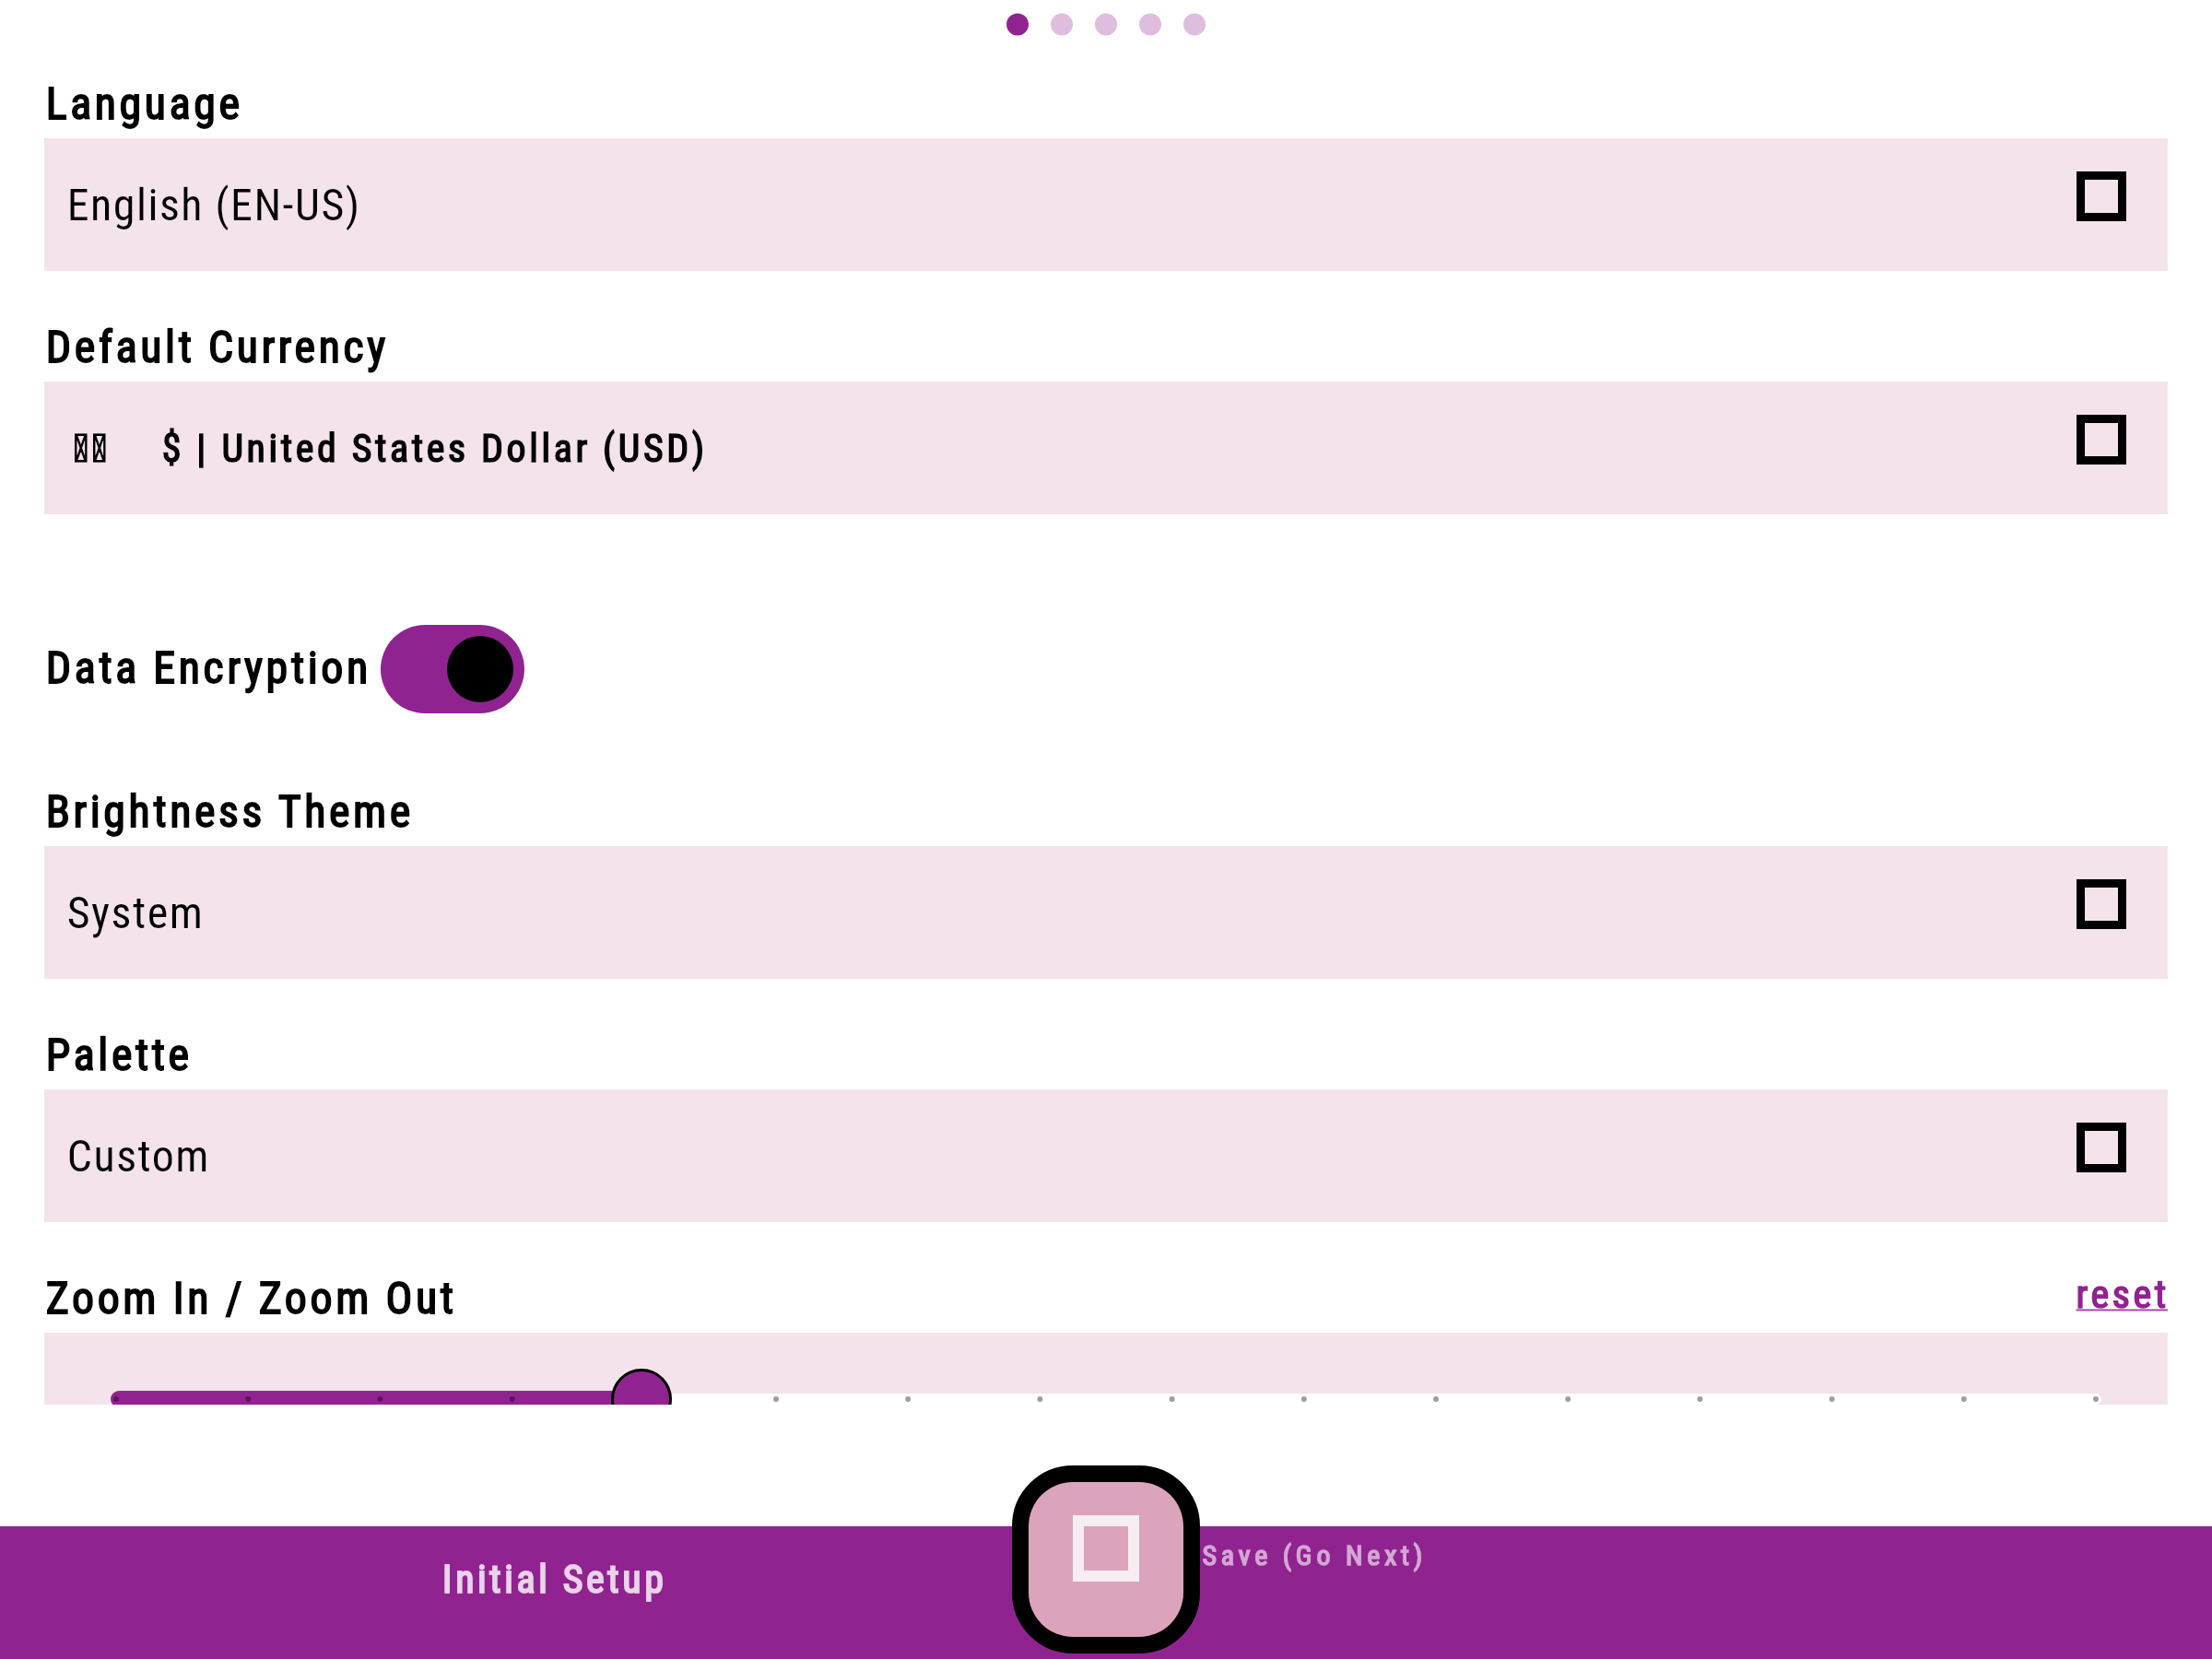 Language
English (EN-US)
Default Currency
$ | United States Dollar (USD)
Data Encryption
Brightness Theme
System
Palette
Custom
Zoom In / Zoom Out
reset
Initial Setup
Save (Go Next)